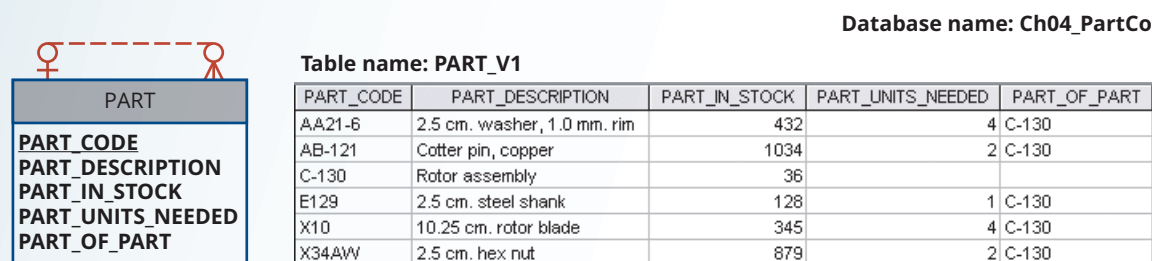 Database name: Ch04_PartCo
Table name: PART_V1
PART
PART_CODE
PART_DESCRIPTION
PART_IN_STOCK
PART_UNITS_NEEDED
PART_OF_PART
PART_CODE PART_DESCRIPTION PART_IN_STOCK PART_UNITS_NEEDED PART_OF_PART
AA21-6 2.5 cm. washer, 1.0 mm. rim 432 4 C-130
AB-121 Cotter pin, copper 1034 2 C-130
C-130 Rotor assembly 36
E129 2.5 cm. steel shank 128 1 C-130
X10 10.25 cm. rotor blade 345 4 C-130
X34AW 2.5 cm. hex nut 879 2 C-130